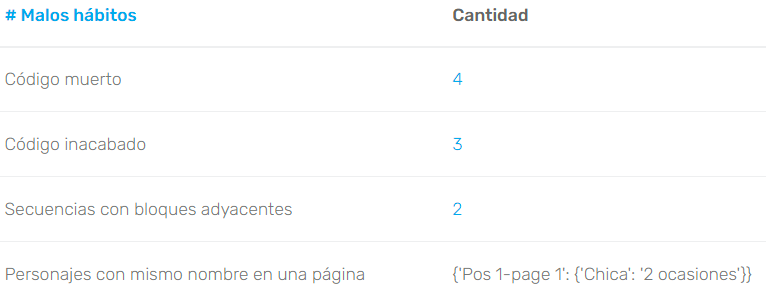 # Malos hábitos Cantidad
Código muerto 4
Código inacabado 3
Secuencias con bloques adyacentes 2
Personajes con mismo nombre en una página {'Pos 1-page 1': {'Chica': '2 ocasiones'}}